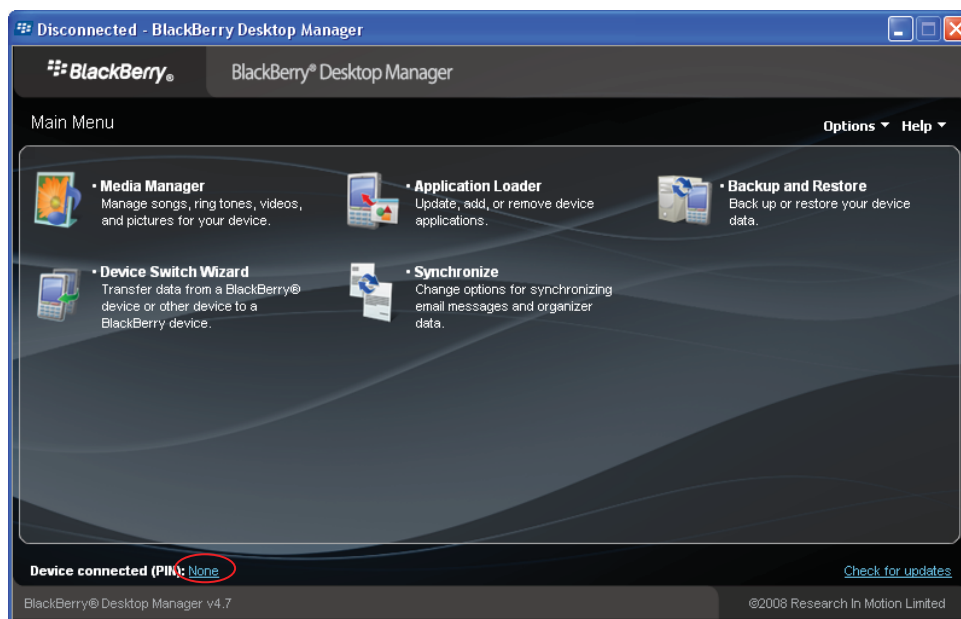 Disconnected - BlackBerry Desktop Manager
BlackBerry®
BlackBerry® Desktop Manager
Main Menu
Options
Help
Media Manager
Manage songs, ring tones, videos,
and pictures for your device.
Application Loader
Update, add, or remove device
applications.
Backup and Restore
Back up or restore your device
data.
Device Switch Wizard
Transfer data from a BlackBerry®
device or other device to a
BlackBerry device.
Synchronize
Change options for synchronizing
email messages and organizer
data.
Device connected (PIN): None
Check for updates
BlackBerry® Desktop Manager v4.7
©2008 Research In Motion Limited